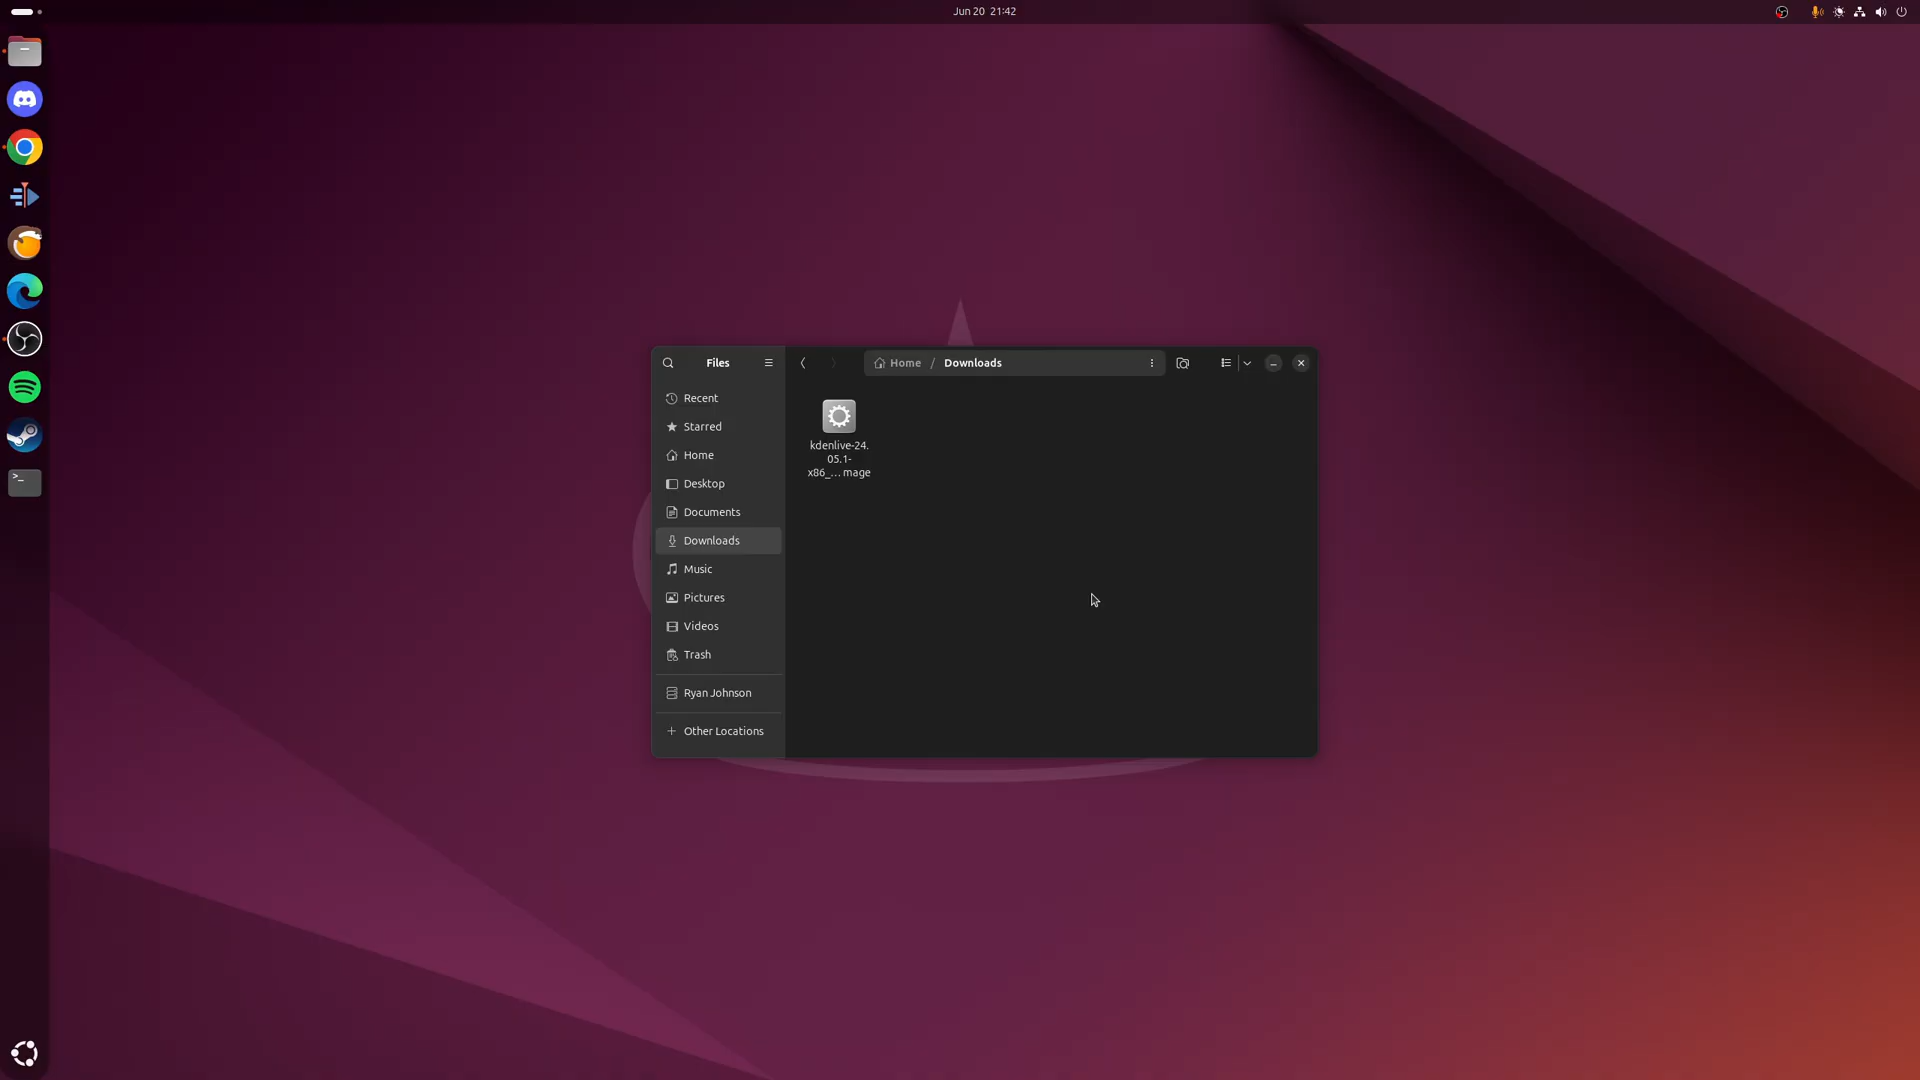 Jun 20 21:42
Files
Home / Downloads
Recent
Starred
Home
Desktop
Documents
Downloads
Music
Pictures
Videos
Trash
Ryan Johnson
Other Locations
kdenlive-24.
05.1-
x86_... mage
>_